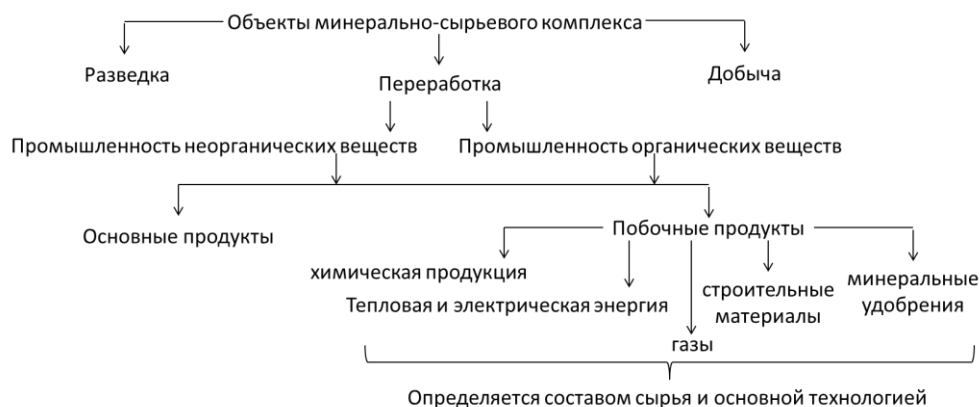 Объекты минерально-сырьевого комплекса
Разведка
Переработка
Добыча
Промышленность неорганических веществ
Промышленность органических веществ
Основные продукты
Побочные продукты
химическая продукция
Тепловая и электрическая энергия
газы
строительные
материалы
минеральные
удобрения
Определяется составом сырья и основной технологией